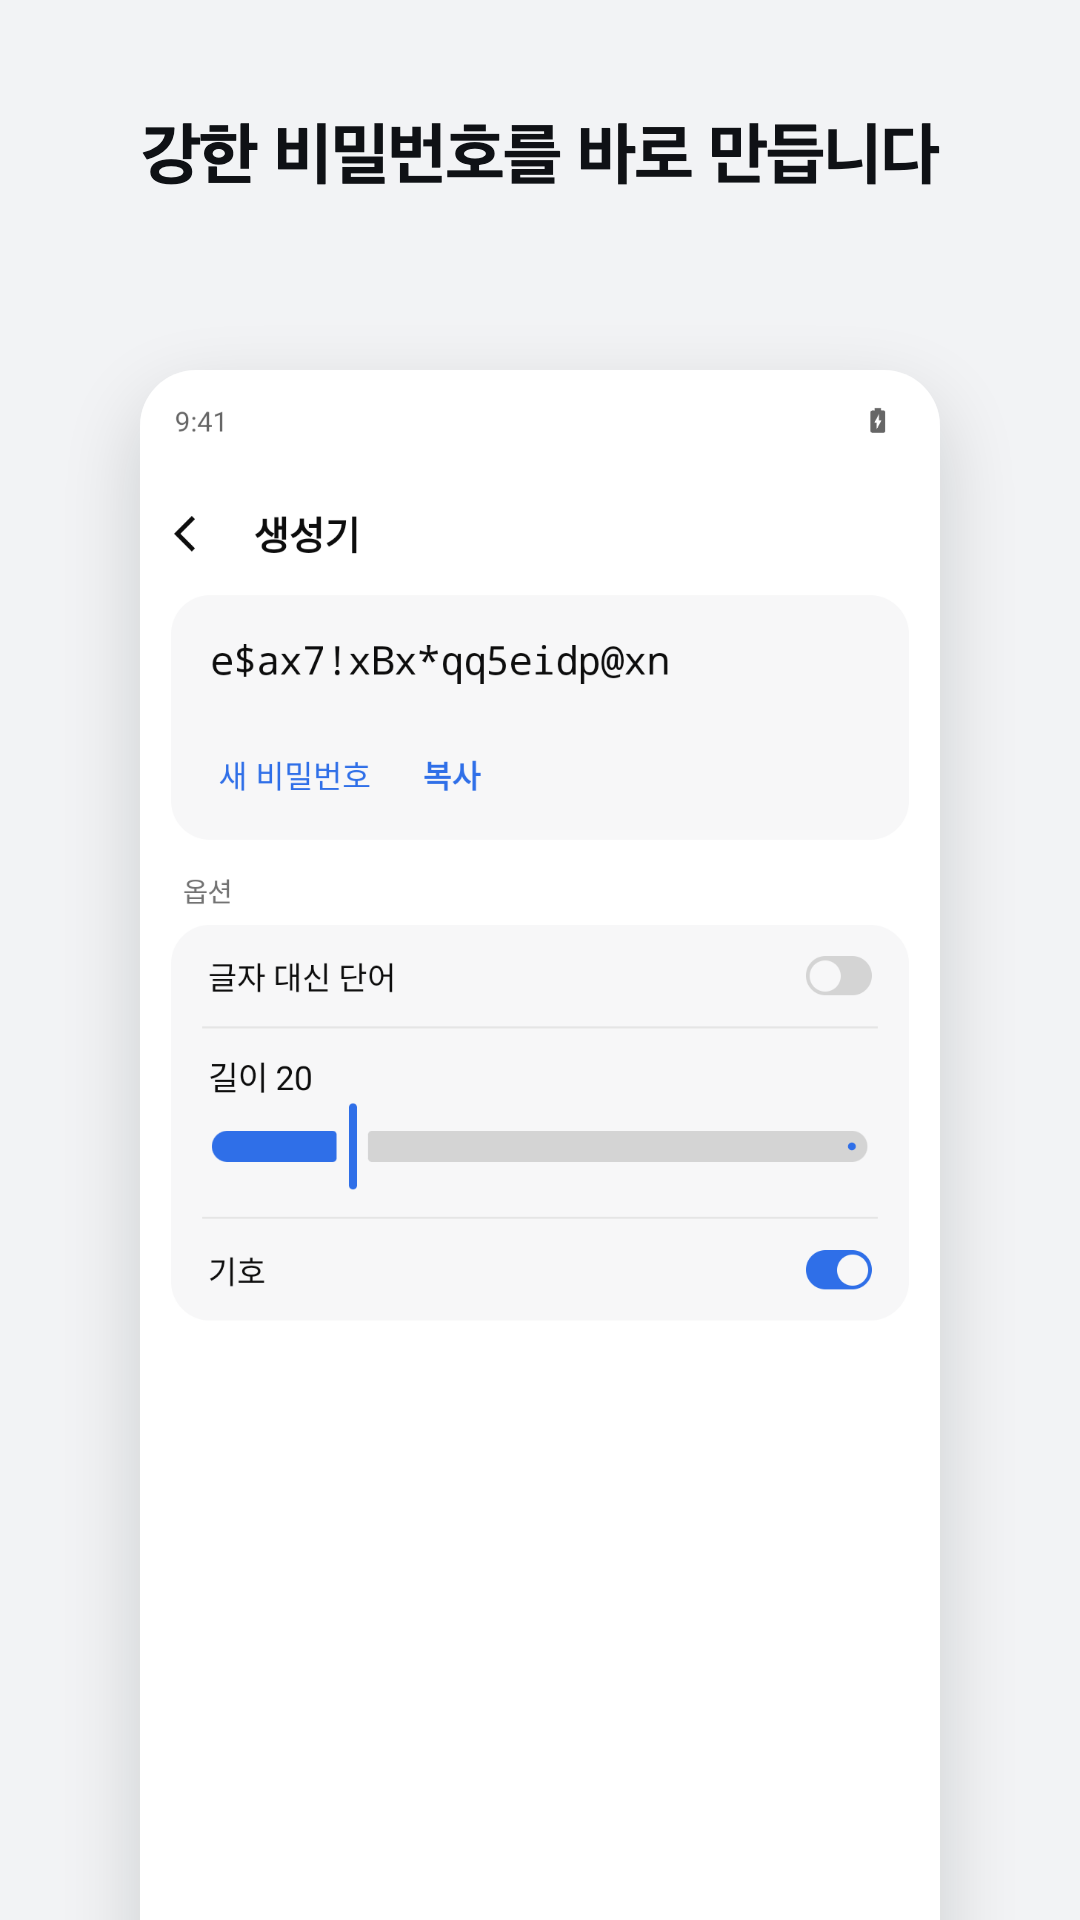 강한 비밀번호를 바로 만듭니다
9:41
생성기
e$ax7!xBx*qq5eidp@xn
새 비밀번호 복사
옵션
글자 대신 단어
길이 20
기호